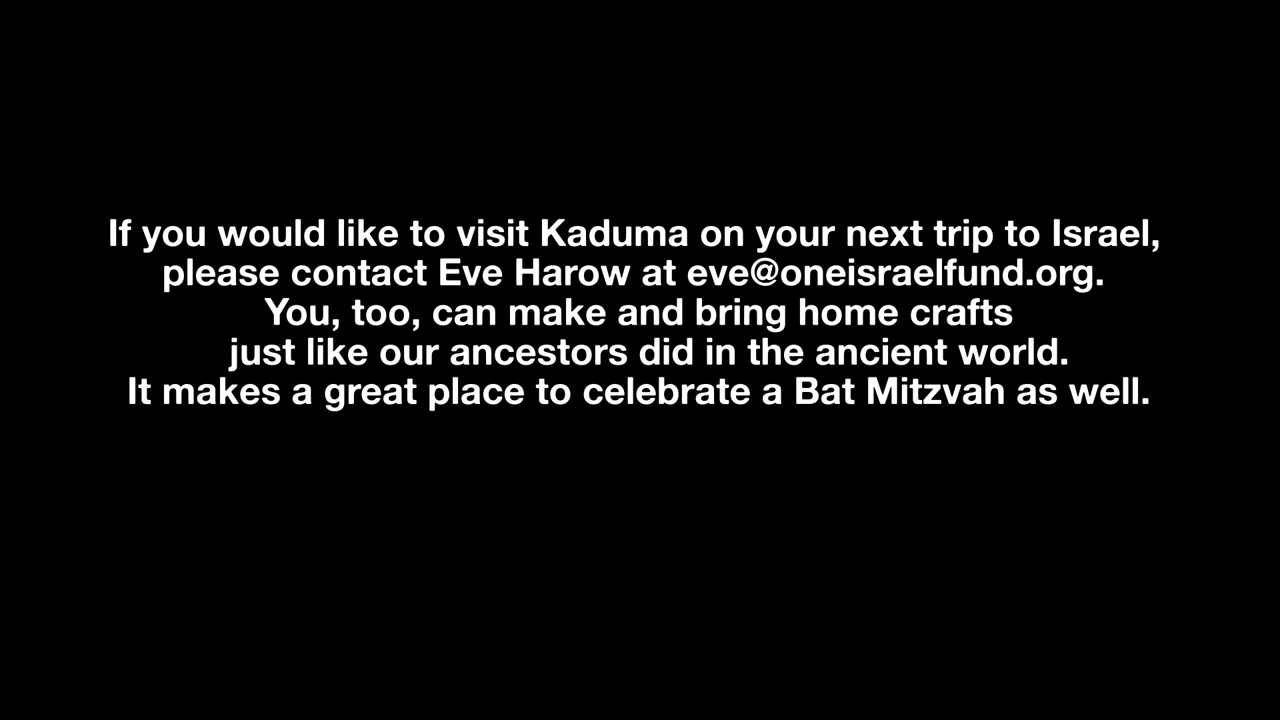 If you would like to visit Kaduma on your next trip to Israel,
please contact Eve Harow at eve@oneisraelfund.org.
You, too, can make and bring home crafts
just like our ancestors did in the ancient world.
It makes a great place to celebrate a Bat Mitzvah as well.